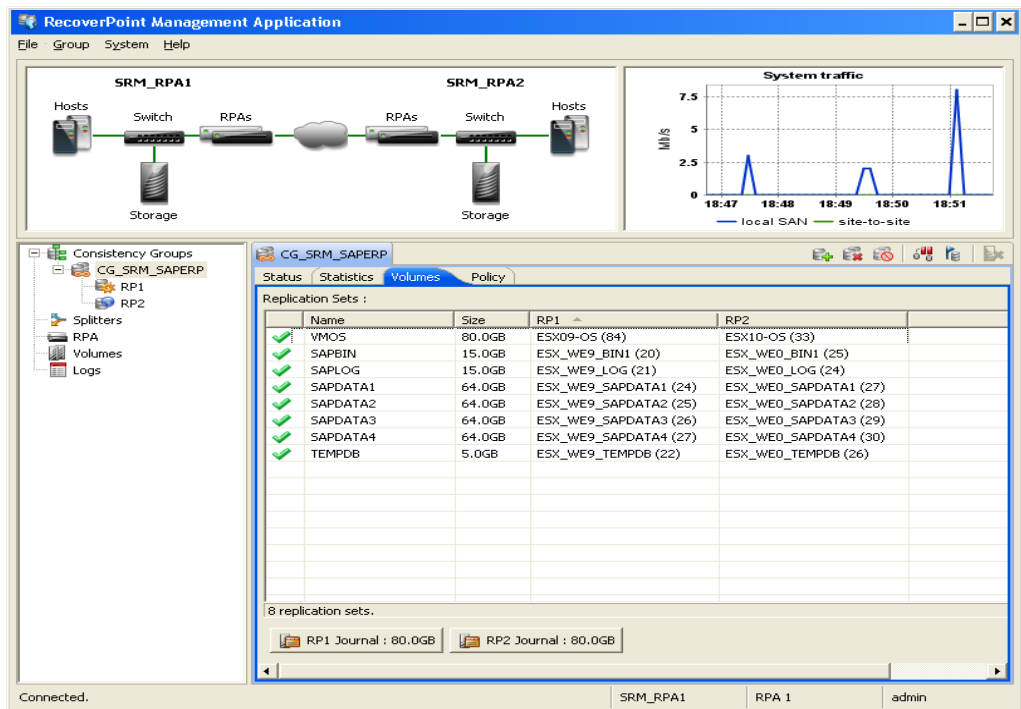 RecoverPoint Management Application
File Group System Help
SRM_RPA1 SRM_RPA2
Hosts Switch RPAs RPAs Switch Hosts
Storage Storage
System traffic
Mb/s
7.5
5
2.5
0
18:47 18:48 18:49 18:50 18:51
local SAN site-to-site
Consistency Groups
CG_SRM_SAPERP
RP1
RP2
Splitters
RPA
Volumes
Logs
CG_SRM_SAPERP
Status Statistics Volumes Policy
Replication Sets :
Name Size RP1 RP2
VMOS 80.0GB ESX09-OS (84) ESX10-OS (33)
SAPBIN 15.0GB ESX_WE9_BIN1 (20) ESX_WE0_BIN1 (25)
SAPLOG 15.0GB ESX_WE9_LOG (21) ESX_WE0_LOG (24)
SAPDATA1 64.0GB ESX_WE9_SAPDATA1 (24) ESX_WE0_SAPDATA1 (27)
SAPDATA2 64.0GB ESX_WE9_SAPDATA2 (25) ESX_WE0_SAPDATA2 (28)
SAPDATA3 64.0GB ESX_WE9_SAPDATA3 (26) ESX_WE0_SAPDATA3 (29)
SAPDATA4 64.0GB ESX_WE9_SAPDATA4 (27) ESX_WE0_SAPDATA4 (30)
TEMPDB 5.0GB ESX_WE9_TEMPDB (22) ESX_WE0_TEMPDB (26)
8 replication sets.
RP1 Journal : 80.0GB RP2 Journal : 80.0GB
Connected. SRM_RPA1 RPA 1 admin